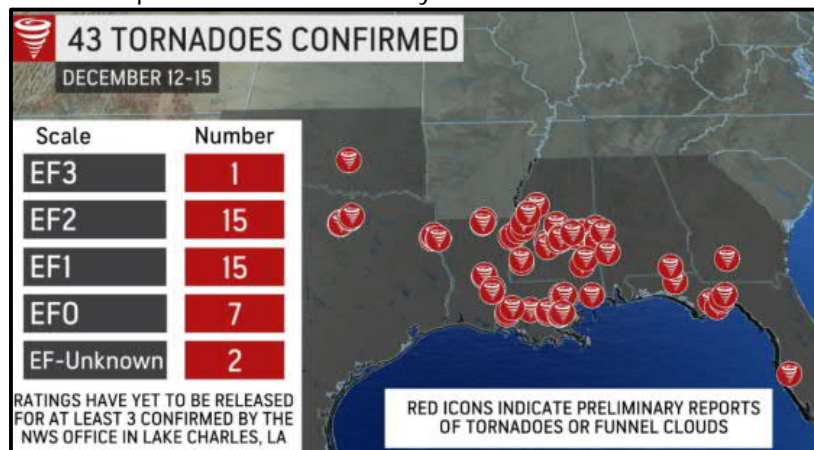 43 TORNADOES CONFIRMED
DECEMBER 12-15
Scale Number
EF3 1
EF2 15
EF1 15
EF0 7
EF-Unknown 2
RATINGS HAVE YET TO BE RELEASED
FOR AT LEAST 3 CONFIRMED BY THE
NWS OFFICE IN LAKE CHARLES, LA
RED ICONS INDICATE PRELIMINARY REPORTS
OF TORNADOES OR FUNNEL CLOUDS